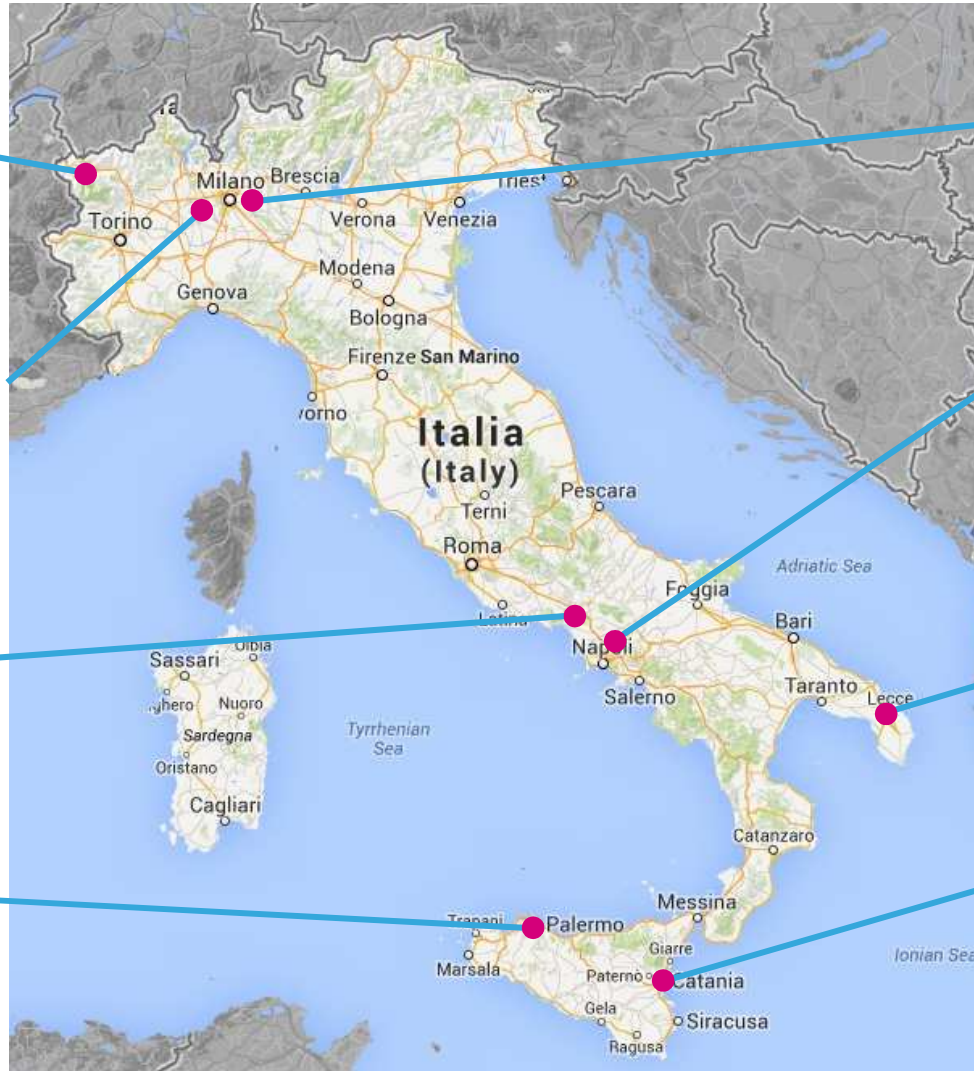 Milano
Brescia
Torino
Verona
Venezia
Modena
Genova
Bologna
Firenze
San Marino
Italia
(Italy)
Terni
Pescara
Roma
Adriatic Sea
Foggia
Latina
Bari
Napoli
Olbia
Sassari
Salerno
Taranto
Lecce
Nuoro
Tyrrhenian
Sea
Sardegna
Oristano
Cagliari
Catanzaro
Messina
Trapani
Palermo
Giarre
Ionian Sea
Marsala
Paternò
Catania
Gela
Siracusa
Ragusa